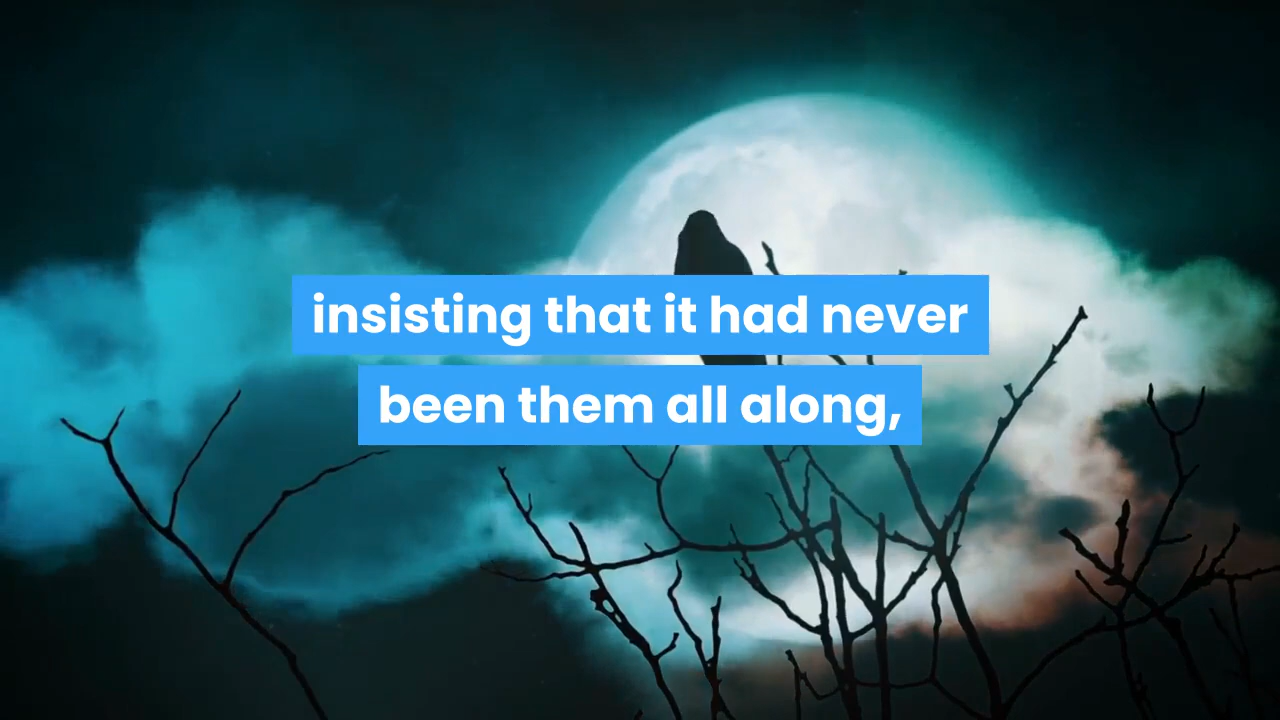 insisting that it had never
been them all along,